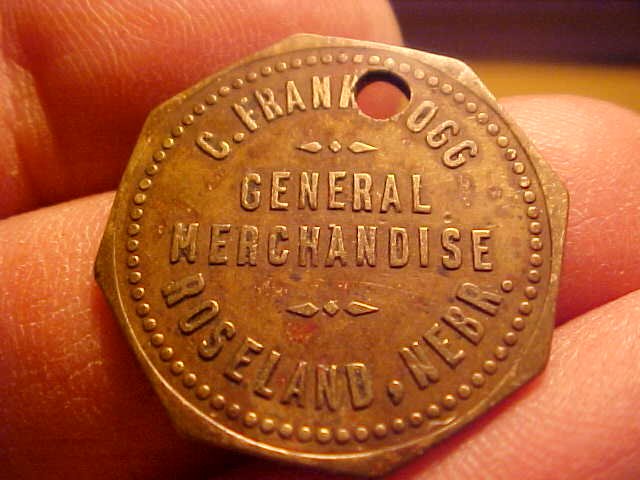 C. FRANK OGG
GENERAL
MERCHANDISE
ROSELAND, NEBR.